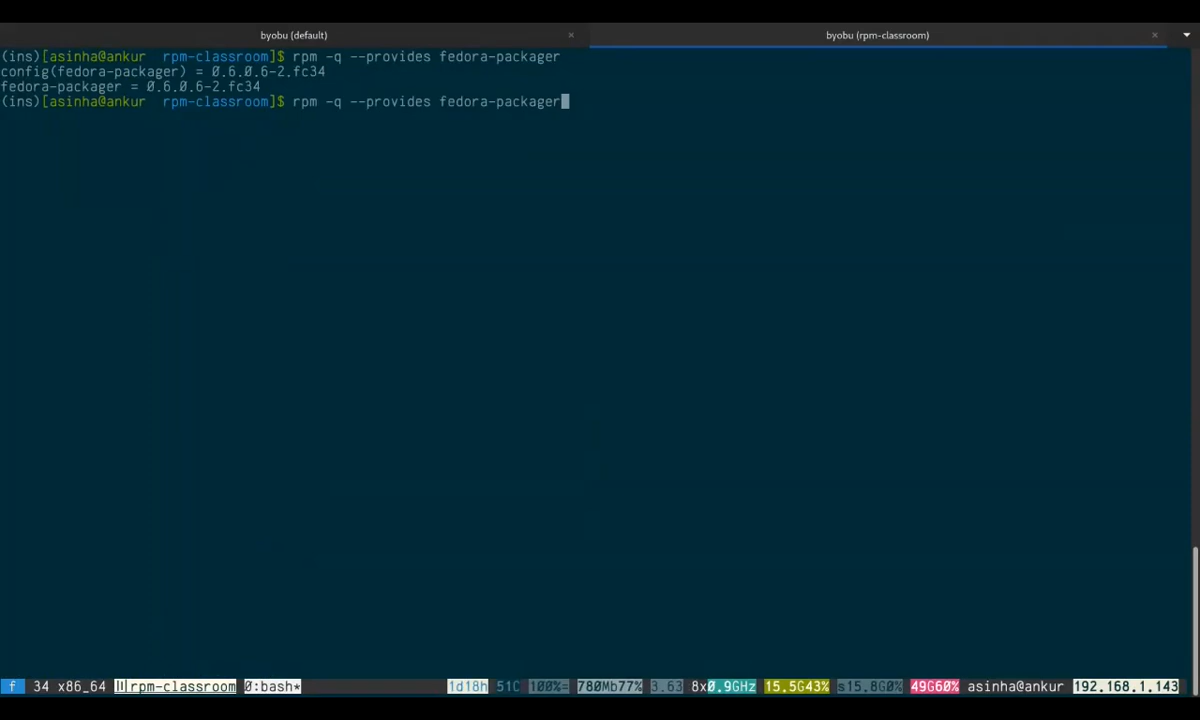 byobu (default) × byobu (rpm-classroom) ×
(ins)[asinha@ankur rpm-classroom]$ rpm -q --provides fedora-packager
config(fedora-packager) = 0.6.0.6-2.fc34
fedora-packager = 0.6.0.6-2.fc34
(ins)[asinha@ankur rpm-classroom]$ rpm -q --provides fedora-packager
f 34 x86_64 rpm-classroom 0:bash* 1d18h 51C 100%= 780Mb77% 3.63 8x0.9GHz 15.5G43% s15.8G0% 49G60% asinha@ankur 192.168.1.143